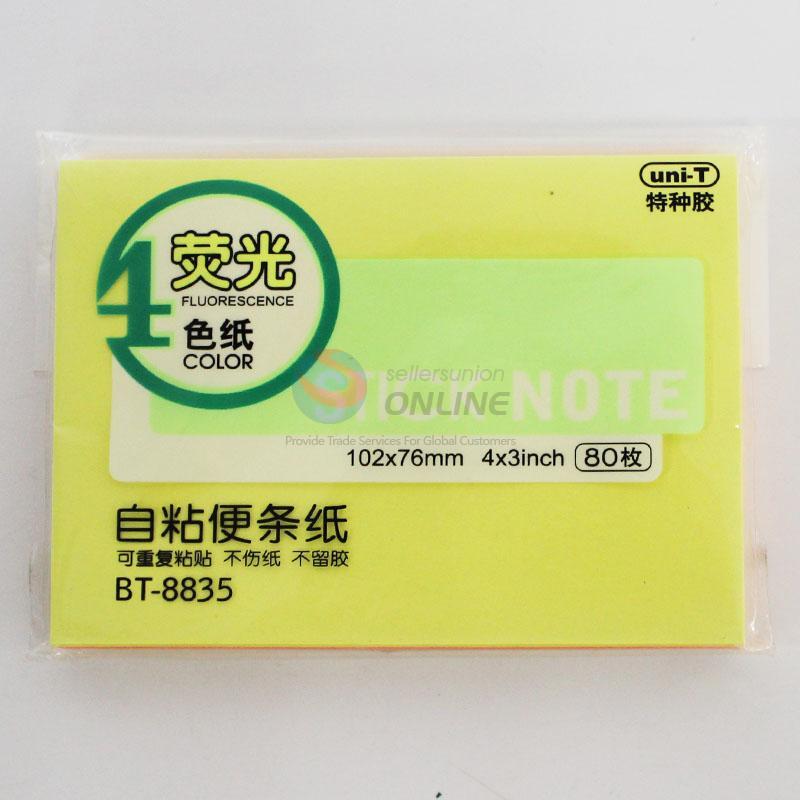 uni-T
特种胶
4
荧光
FLUORESCENCE
色纸
COLOR
sellersunion
ONLINE
NOTE
Provide Trade Services For Global Customers
102x76mm 4x3inch 80枚
自粘便条纸
可重复粘贴 不伤纸 不留胶
BT-8835